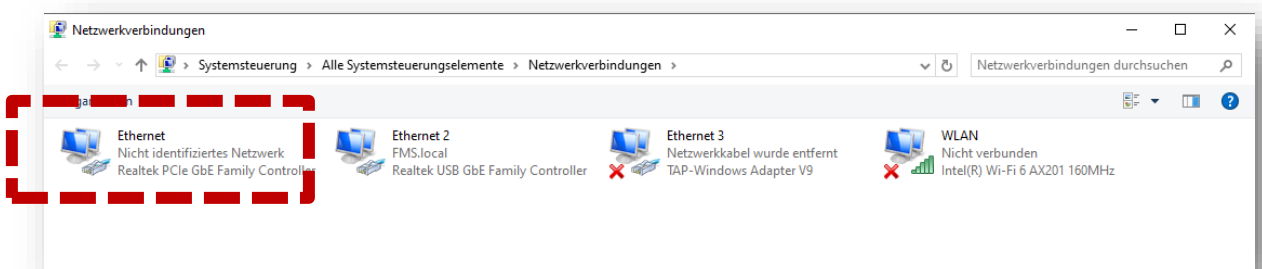 Netzwerkverbindungen
Systemsteuerung > Alle Systemsteuerungselemente > Netzwerkverbindungen >
Netzwerkverbindungen durchsuchen
Ethernet
Nicht identifiziertes Netzwerk
Realtek PCIe GbE Family Controller
Ethernet 2
FMS.local
Realtek USB GbE Family Controller
Ethernet 3
Netzwerkkabel wurde entfernt
TAP-Windows Adapter V9
WLAN
Nicht verbunden
Intel(R) Wi-Fi 6 AX201 160MHz